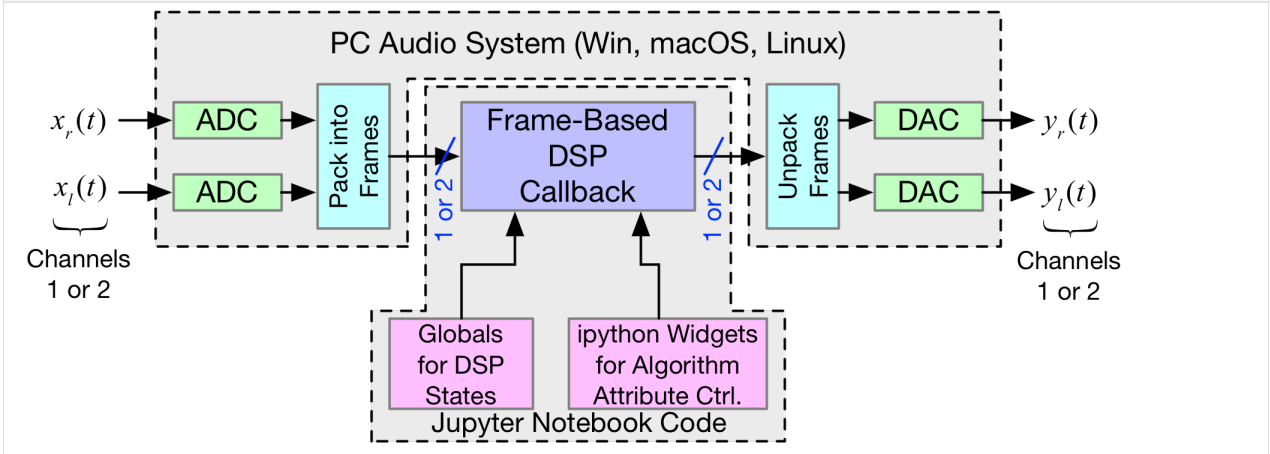 PC Audio System (Win, macOS, Linux)
x_r(t)
ADC
x_l(t)
ADC
Channels
1 or 2
Pack into
Frames
1 or 2
Frame-Based
DSP
Callback
1 or 2
Unpack
Frames
DAC
y_r(t)
DAC
y_l(t)
Channels
1 or 2
Globals
for DSP
States
ipython Widgets
for Algorithm
Attribute Ctrl.
Jupyter Notebook Code